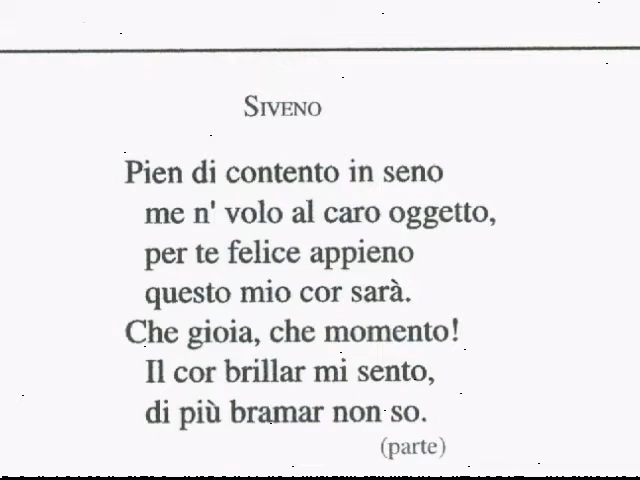 SIVENO
Pien di contento in seno
me n' volo al caro oggetto,
per te felice appieno
questo mio cor sarà.
Che gioia, che momento!
Il cor brillar mi sento,
di più bramar non so.
(parte)